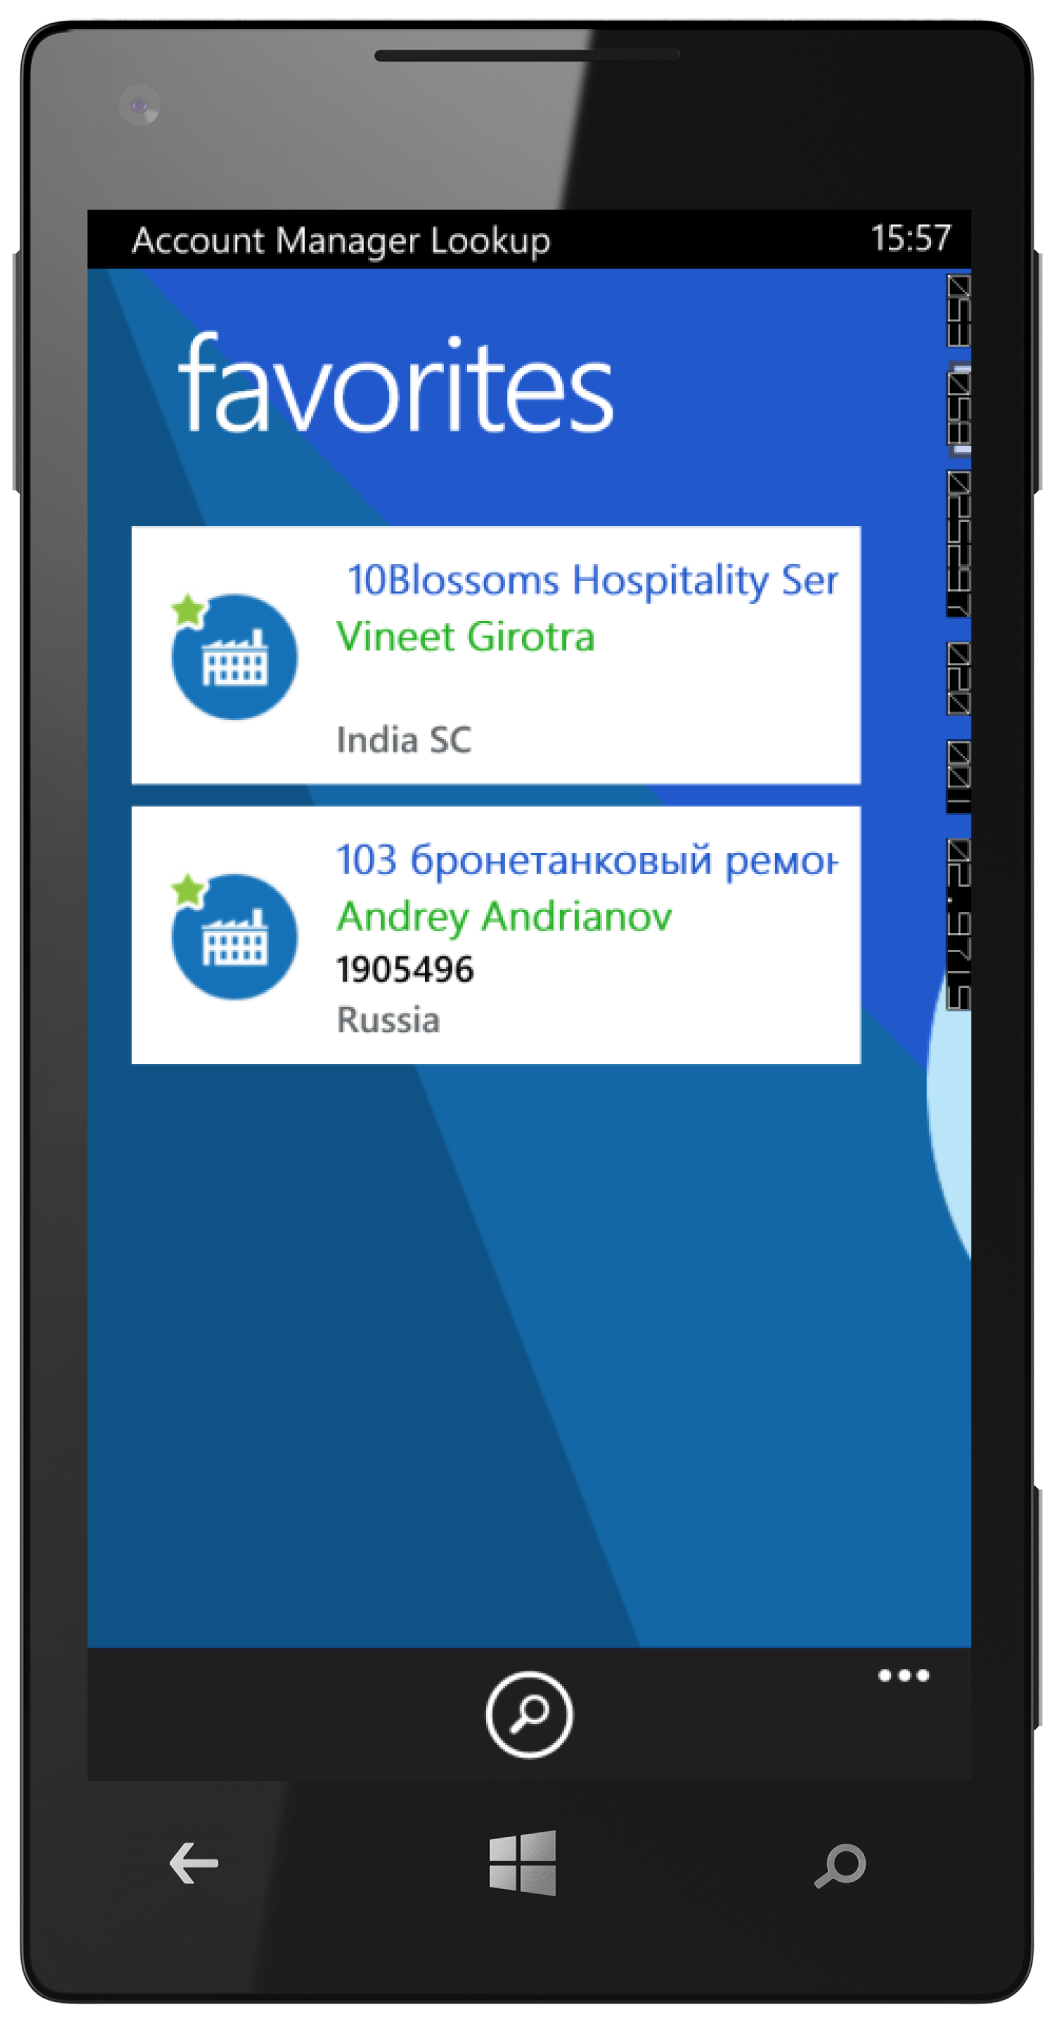 Account Manager Lookup
15:57
favorites
10Blossoms Hospitality Ser
Vineet Girotra
India SC
103 бронетанковый ремон
Andrey Andrianov
1905496
Russia